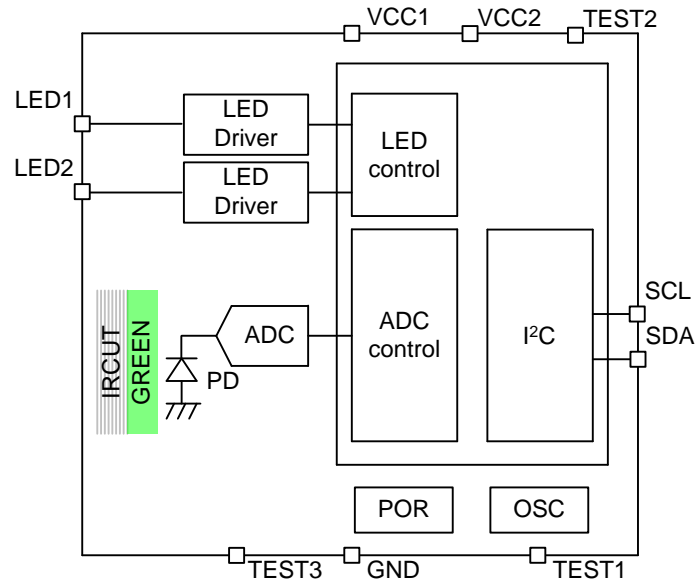 VCC1
VCC2
TEST2
LED1
LED
Driver
LED
control
LED2
LED
Driver
IRCUT
GREEN
PD
ADC
ADC
control
I²C
SCL
SDA
POR
OSC
TEST3
GND
TEST1